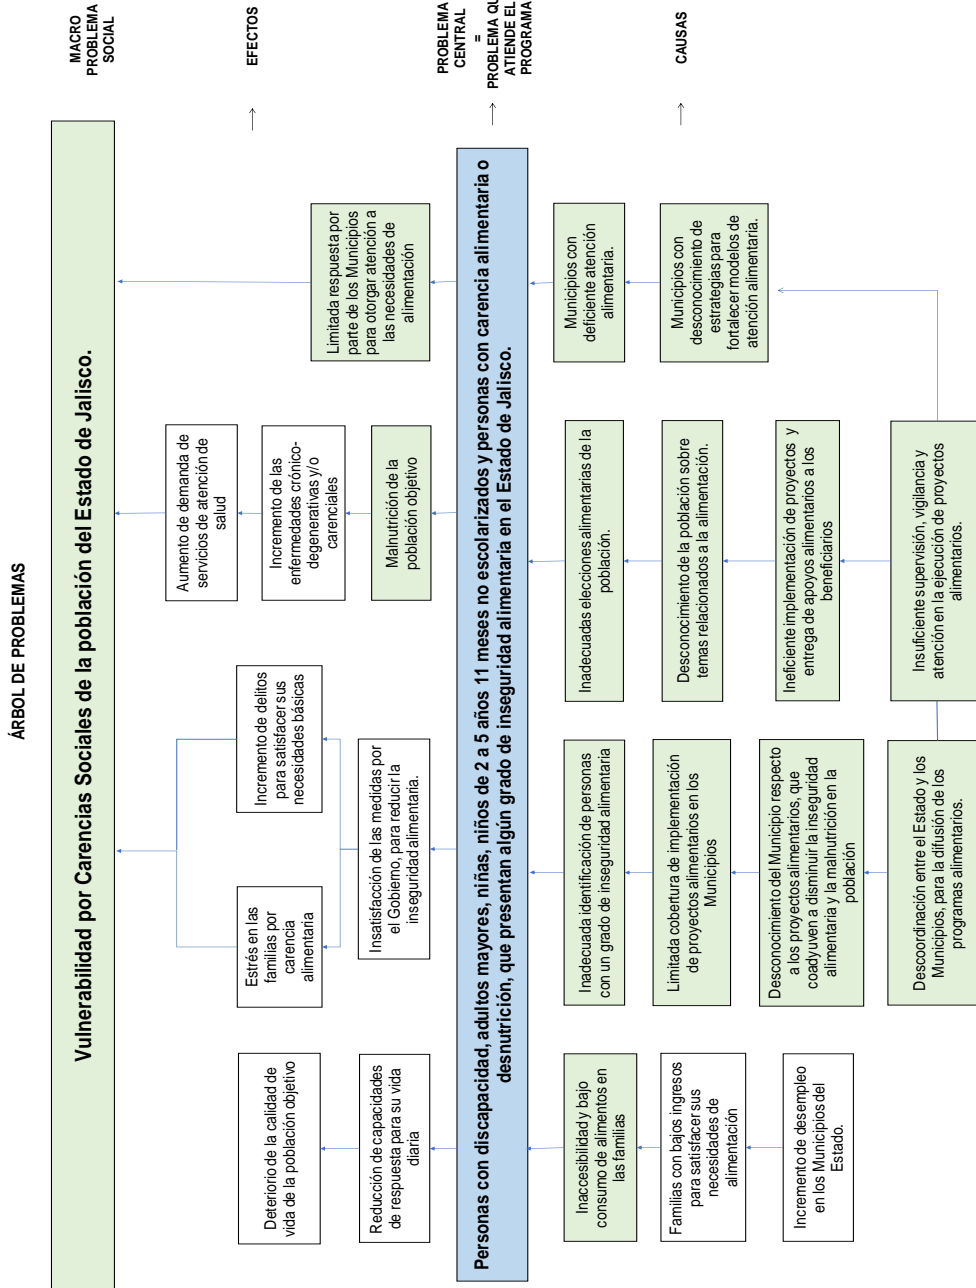 ÁRBOL DE PROBLEMAS
MACRO
PROBLEMA
SOCIAL
Vulnerabilidad por Carencias Sociales de la población del Estado de Jalisco.
EFECTOS
Deterioro de la calidad de
vida de la población objetivo
Reducción de capacidades
de respuesta para su vida
diaria
Estrés en las
familias por
carencia
alimentaria
Incremento de delitos
para satisfacer sus
necesidades básicas
Insatisfacción de las medidas por
el Gobierno, para reducir la
inseguridad alimentaria.
Aumento de demanda de
servicios de atención de
salud
Incremento de las
enfermedades crónico-
degenerativas y/o
carenciales
Malnutrición de la
población objetivo
Limitada respuesta por
parte de los Municipios
para otorgar atención a
las necesidades de
alimentación
PROBLEMA
CENTRAL
=
PROBLEMA QU
ATIENDE EL
PROGRAMA
Personas con discapacidad, adultos mayores, niñas, niños de 2 a 5 años 11 meses no escolarizados y personas con carencia alimentaria o
desnutrición, que presentan algún grado de inseguridad alimentaria en el Estado de Jalisco.
CAUSAS
Inaccesibilidad y bajo
consumo de alimentos en
las familias
Familias con bajos ingresos
para satisfacer sus
necesidades de
alimentación
Incremento de desempleo
en los Municipios del
Estado.
Inadecuada identificación de personas
con un grado de inseguridad alimentaria
Limitada cobertura de implementación
de proyectos alimentarios en los
Municipios
Desconocimiento del Municipio respecto
a los proyectos alimentarios, que
coadyuven a disminuir la inseguridad
alimentaria y la malnutrición en la
población
Descoordinación entre el Estado y los
Municipios, para la difusión de los
programas alimentarios.
Inadecuadas elecciones alimentarias de la
población.
Desconocimiento de la población sobre
temas relacionados a la alimentación.
Ineficiente implementación de proyectos y
entrega de apoyos alimentarios a los
beneficiarios
Insuficiente supervisión, vigilancia y
atención en la ejecución de proyectos
alimentarios.
Municipios con
deficiente atención
alimentaria.
Municipios con
desconocimiento de
estrategias para
fortalecer modelos de
atención alimentaria.